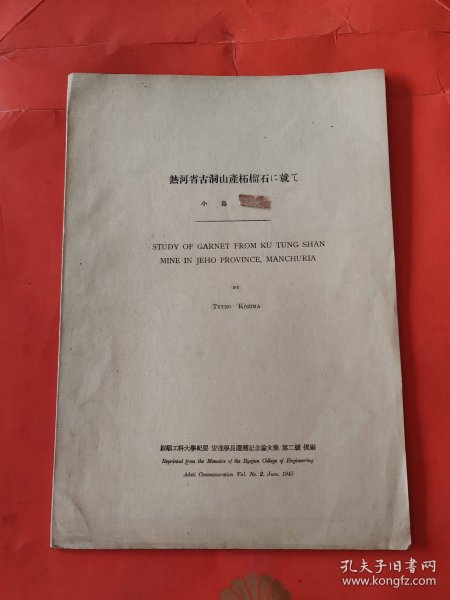 熱河省古洞山產柘榴石に就て
小島
STUDY OF GARNET FROM KU TUNG SHAN
MINE IN JEHO PROVINCE, MANCHURIA
BY
TYUZO KOZIMA
旅順工科大學紀要 安達學長還曆記念論文集 第二號 拔刷
Reprinted from the Memoirs of the Ryojun College of Engineering
Adati Commemoration Vol. No. 2. June, 1945
孔夫子旧书网
www.kongfz.com